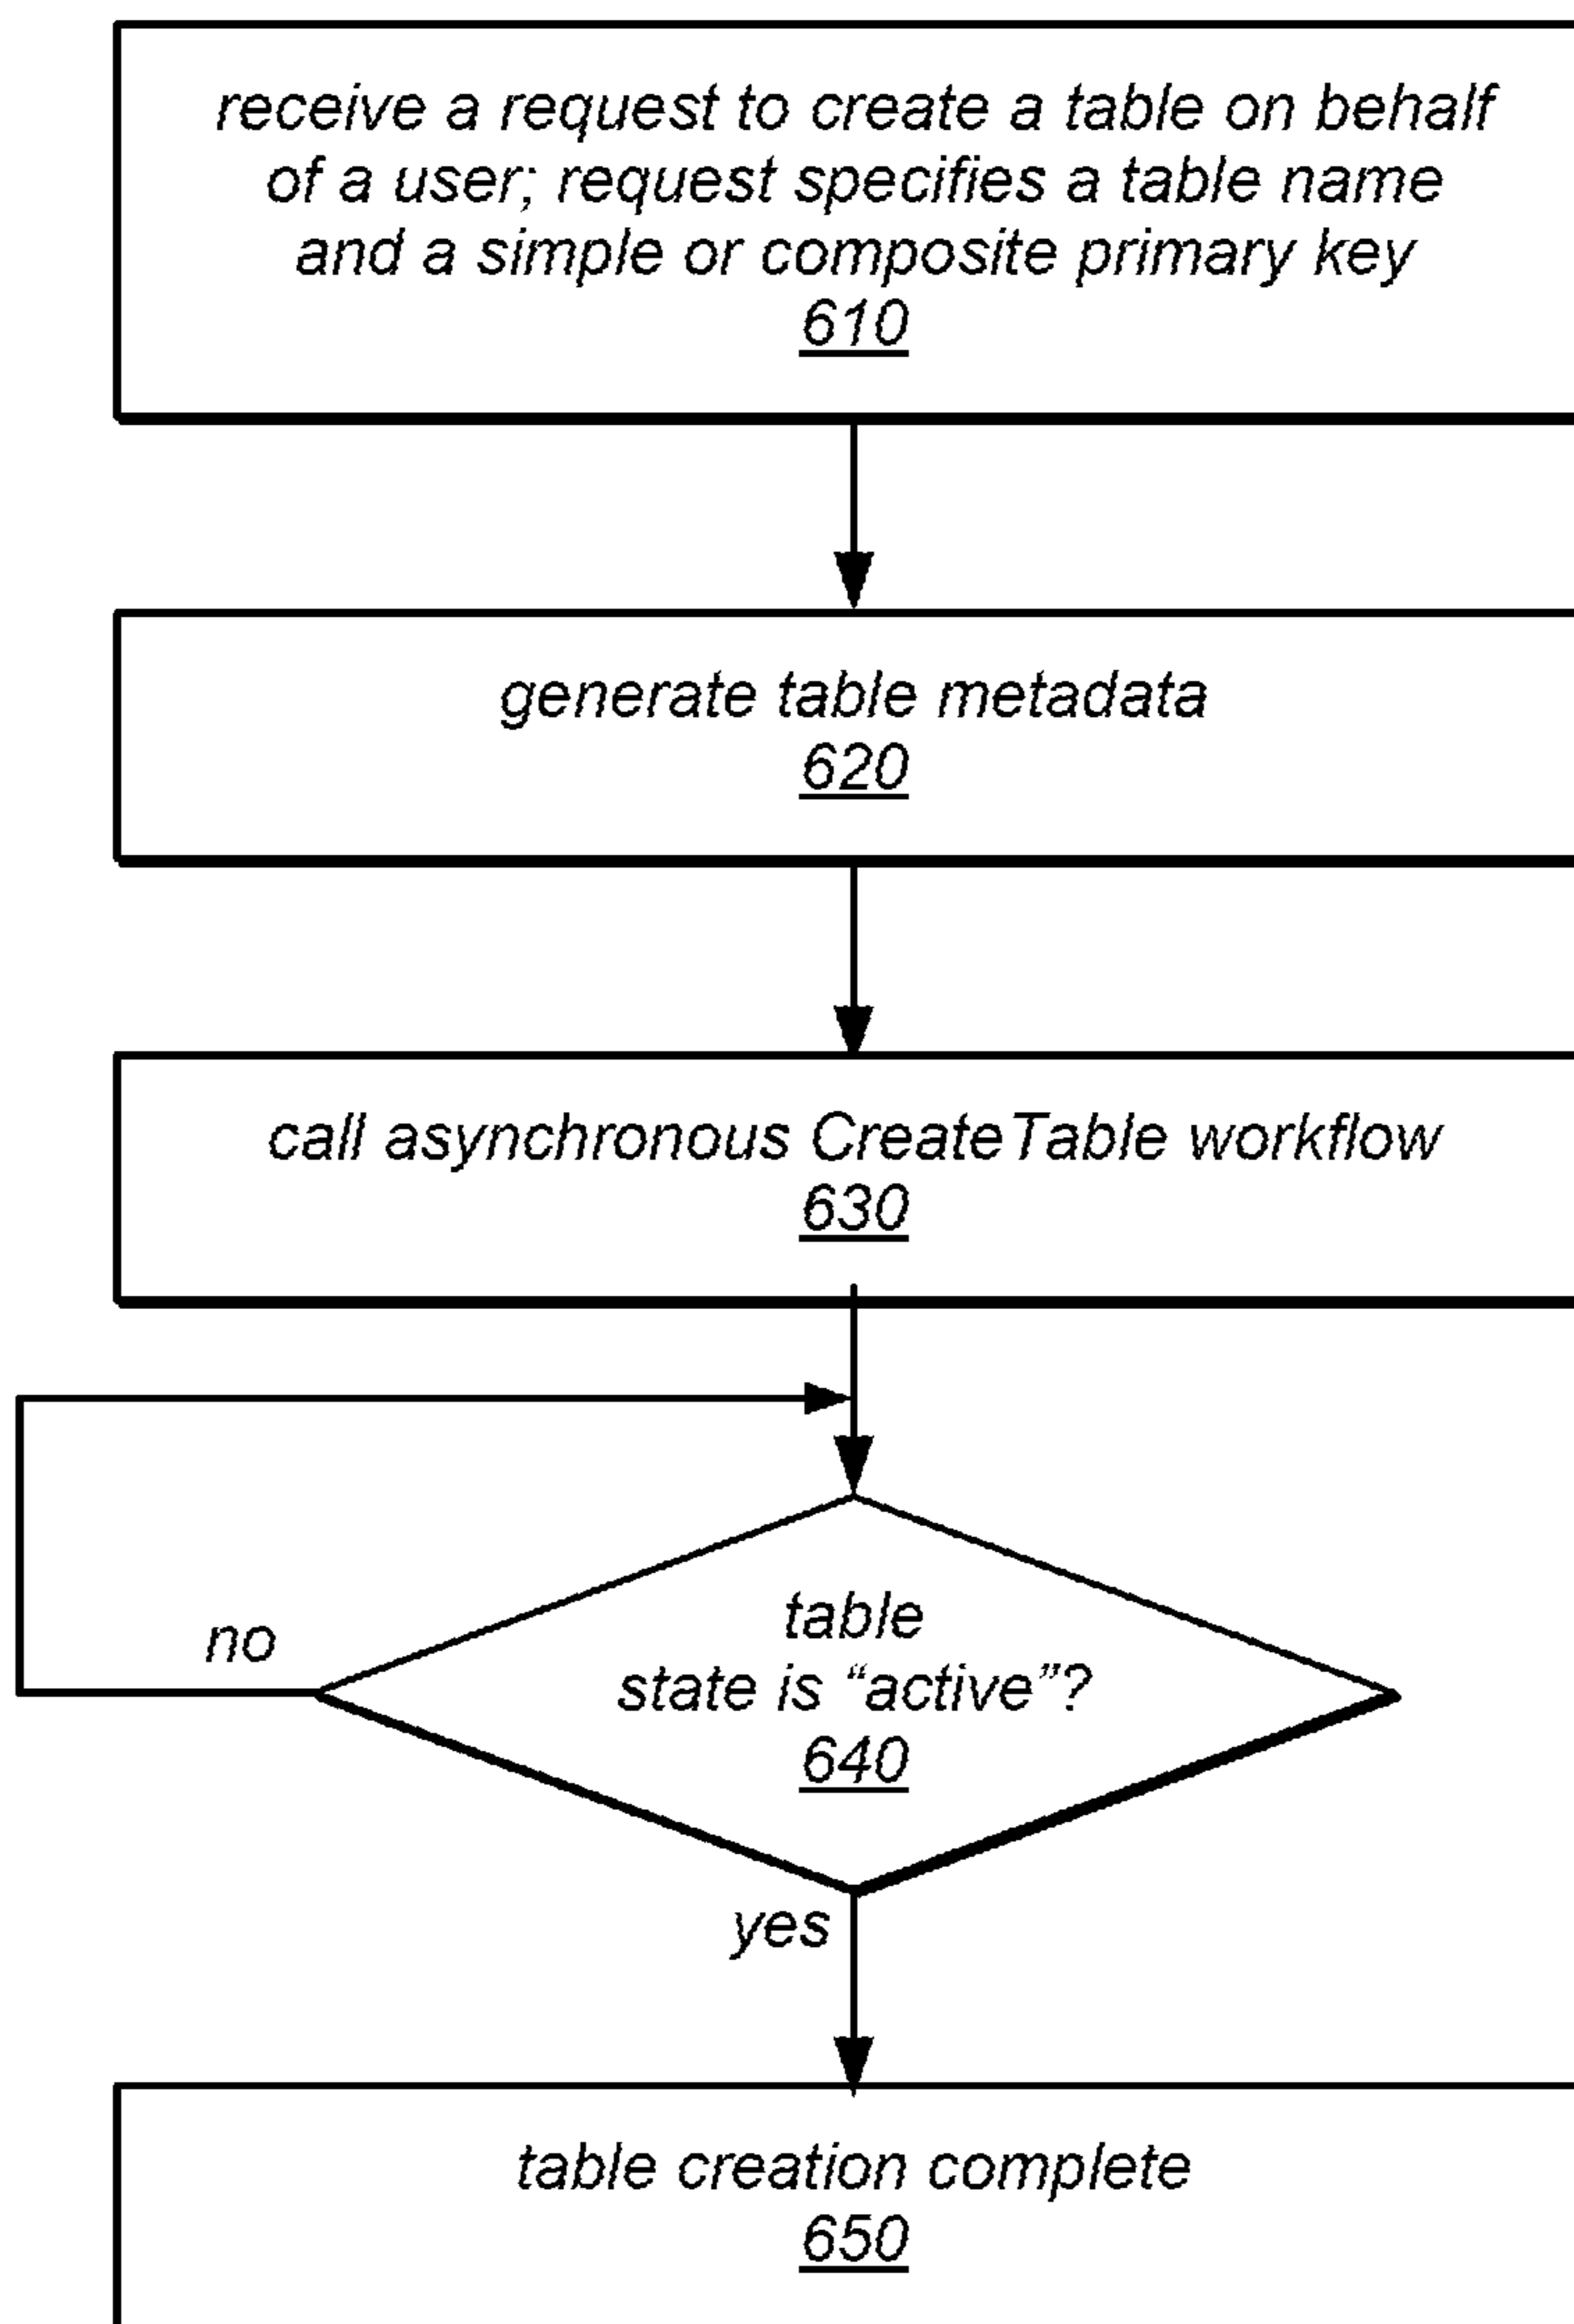 receive a request to create a table on behalf
of a user; request specifies a table name
and a simple or composite primary key
610
generate table metadata
620
call asynchronous CreateTable workflow
630
table
state is “active”?
640
no
yes
table creation complete
650